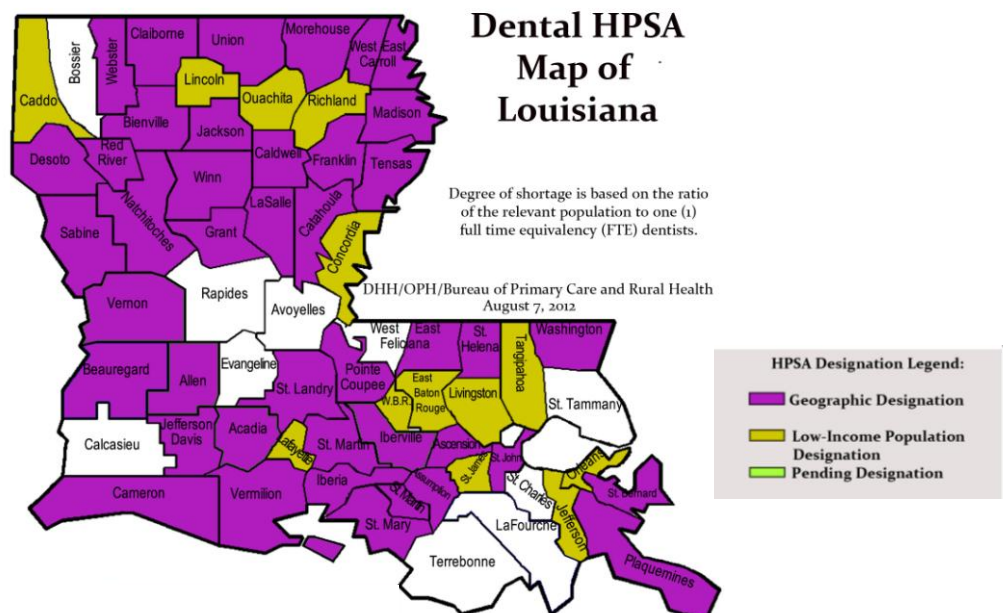 Dental HPSA
Map of
Louisiana
Degree of shortage is based on the ratio
of the relevant population to one (1)
full time equivalency (FTE) dentists.
DHH/OPH/Bureau of Primary Care and Rural Health
August 7, 2012
HPSA Designation Legend:
Geographic Designation
Low-Income Population
Designation
Pending Designation
Caddo
Bossier
Webster
Claiborne
Union
Morehouse
West
Carroll
East
Lincoln
Ouachita
Richland
Madison
Bienville
Jackson
Desoto
Red
River
Caldwell
Franklin
Tensas
Winn
Natchitoches
LaSalle
Catahoula
Sabine
Grant
Concordia
Vernon
Rapides
Avoyelles
West
Feliciana
East
St.
Helena
Tangipahoa
Washington
Beauregard
Allen
Evangeline
St. Landry
Pointe
Coupee
W.B.R.
East
Baton
Rouge
Livingston
St. Tammany
Calcasieu
Jefferson
Davis
Acadia
Lafayette
St. Martin
Iberville
Ascension
St. James
St. John
Cameron
Vermilion
Iberia
St. Martin
Assumption
St. Mary
St. Charles
Orleans
St. Bernard
Jefferson
LaFourche
Terrebonne
Plaquemines